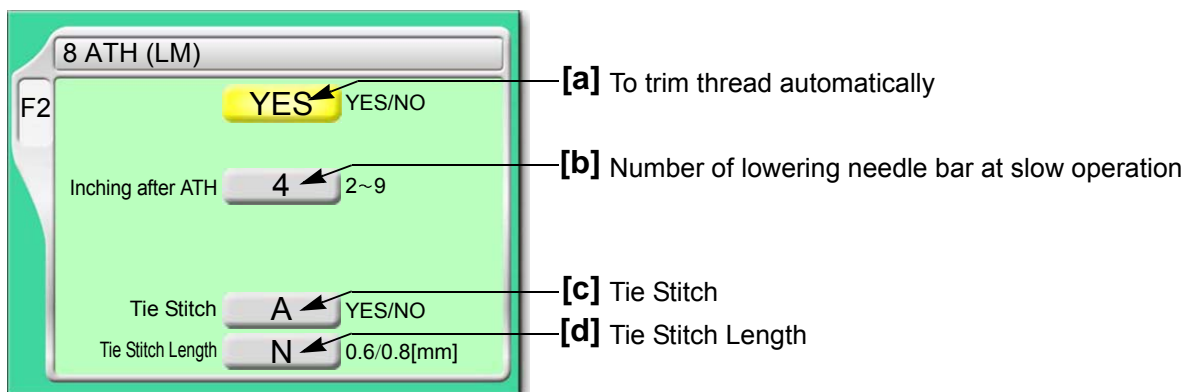 8 ATH (LM)
F2
YES YES/NO
[a] To trim thread automatically
Inching after ATH 4 2~9
[b] Number of lowering needle bar at slow operation
Tie Stitch A YES/NO
[c] Tie Stitch
Tie Stitch Length N 0.6/0.8[mm]
[d] Tie Stitch Length